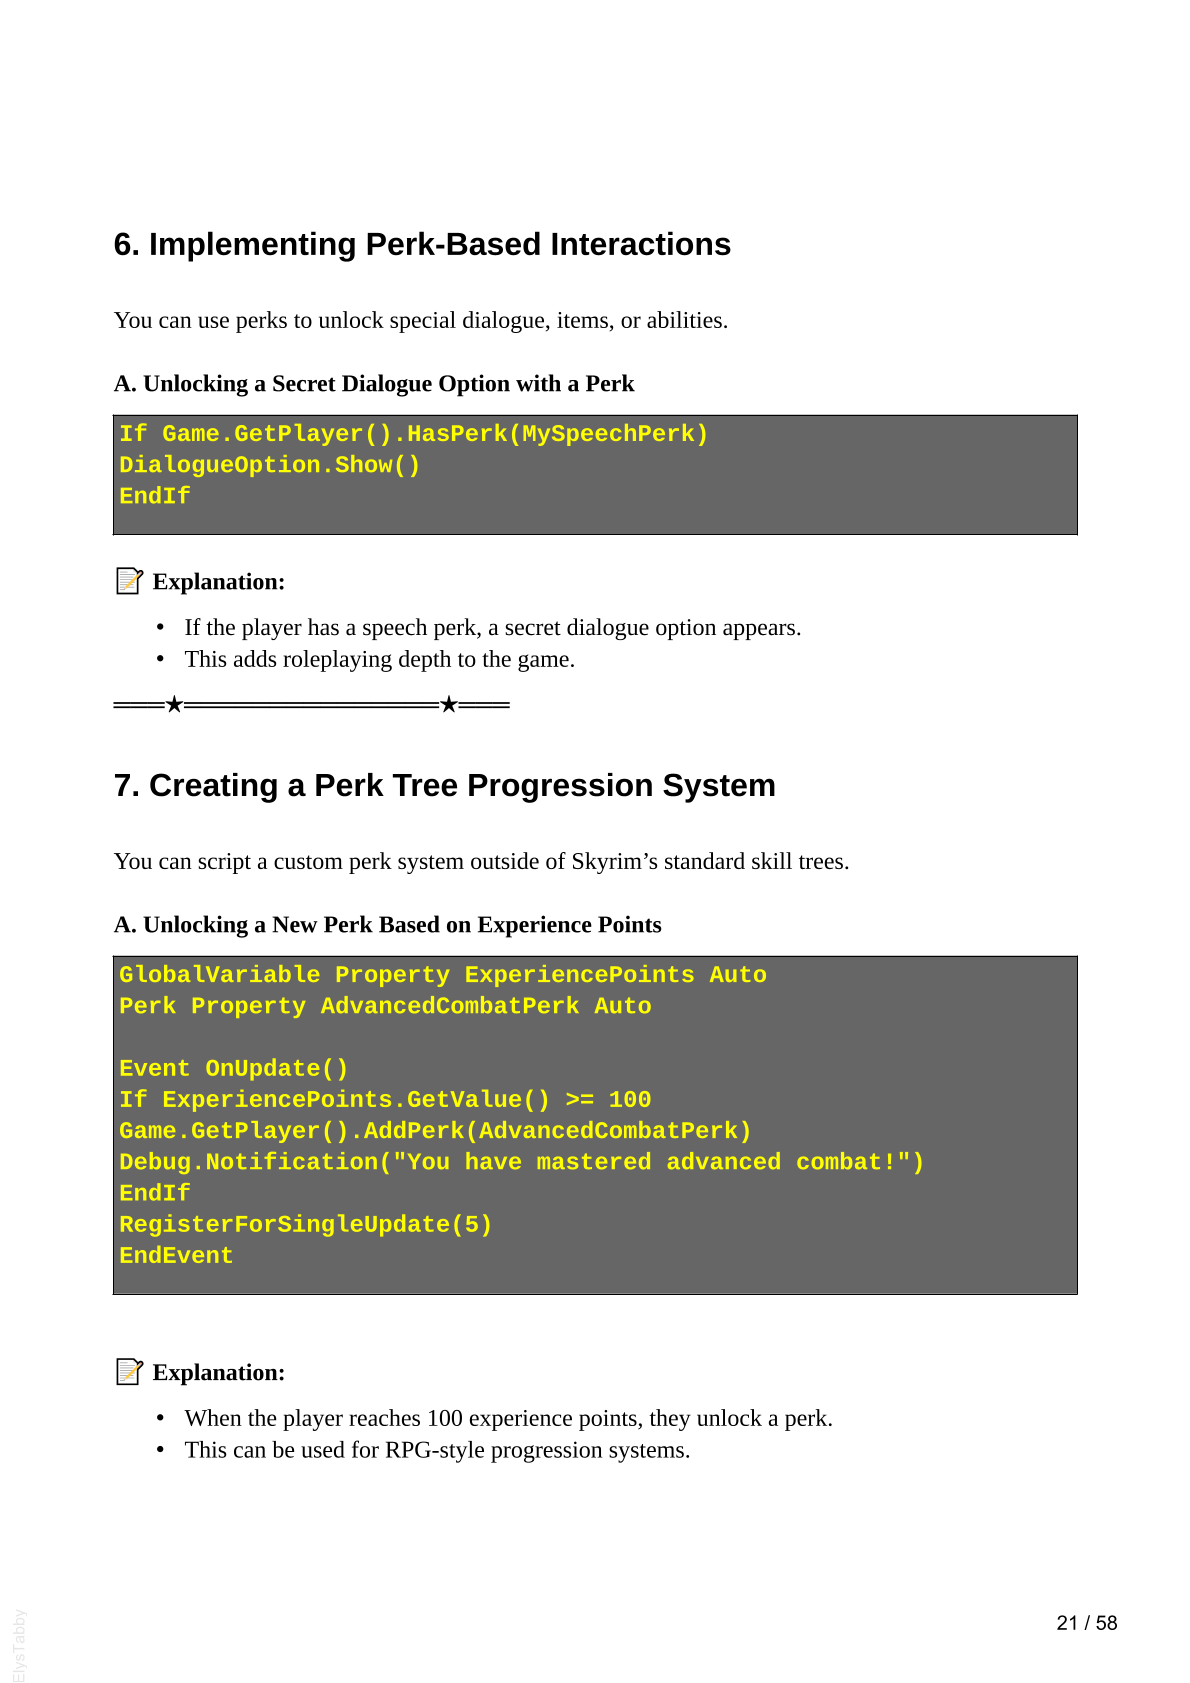 6. Implementing Perk-Based Interactions
You can use perks to unlock special dialogue, items, or abilities.
A. Unlocking a Secret Dialogue Option with a Perk
If Game.GetPlayer().HasPerk(MySpeechPerk)
DialogueOption.Show()
EndIf
📝 Explanation:
• If the player has a speech perk, a secret dialogue option appears.
• This adds roleplaying depth to the game.
═══★═══════════════★═══
7. Creating a Perk Tree Progression System
You can script a custom perk system outside of Skyrim’s standard skill trees.
A. Unlocking a New Perk Based on Experience Points
GlobalVariable Property ExperiencePoints Auto
Perk Property AdvancedCombatPerk Auto
Event OnUpdate()
If ExperiencePoints.GetValue() >= 100
Game.GetPlayer().AddPerk(AdvancedCombatPerk)
Debug.Notification("You have mastered advanced combat!")
EndIf
RegisterForSingleUpdate(5)
EndEvent
📝 Explanation:
• When the player reaches 100 experience points, they unlock a perk.
• This can be used for RPG-style progression systems.
21 / 58
ElysTabby